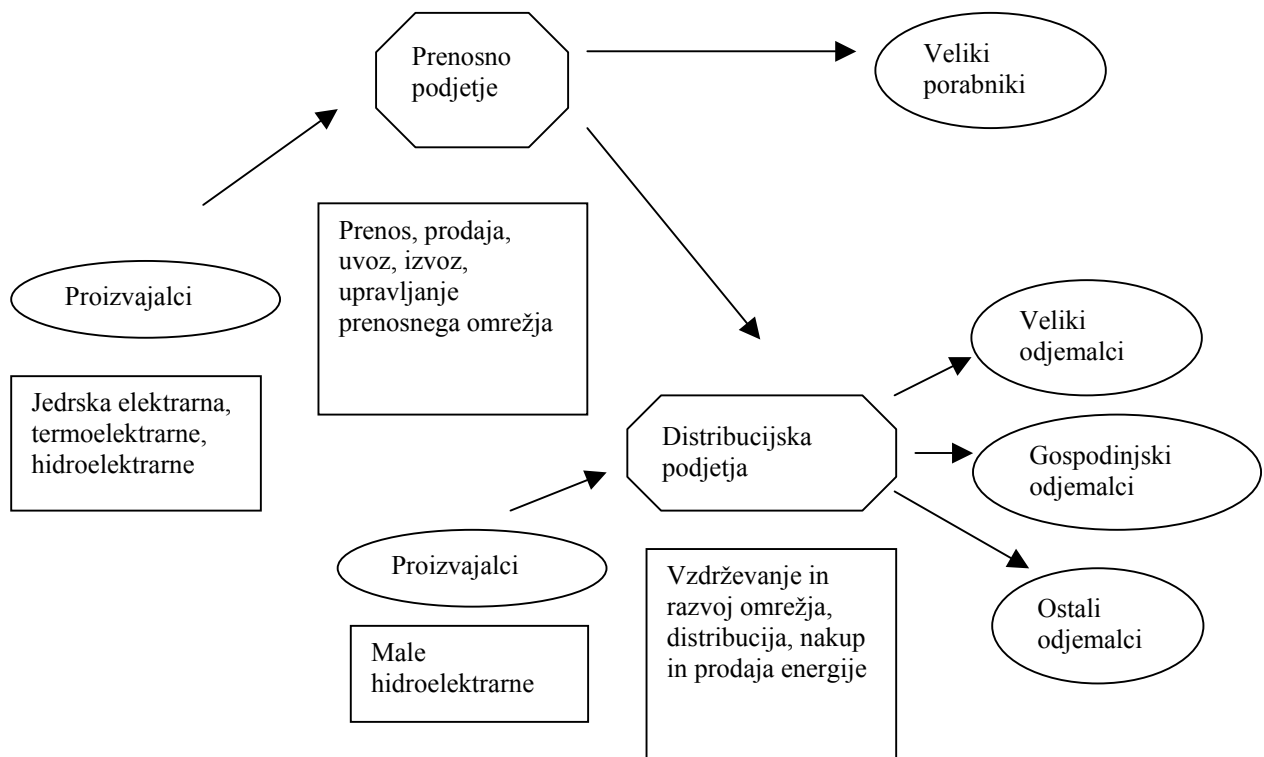 Prenosno
podjetje
Veliki
porabniki
Prenos, prodaja,
uvoz, izvoz,
upravljanje
prenosnega omrežja
Proizvajalci
Jedrska elektrarna,
termoelektrarne,
hidroelektrarne
Veliki
odjemalci
Distribucijska
podjetja
Gospodinjski
odjemalci
Proizvajalci
Male
hidroelektrarne
Vzdrževanje in
razvoj omrežja,
distribucija, nakup
in prodaja energije
Ostali
odjemalci